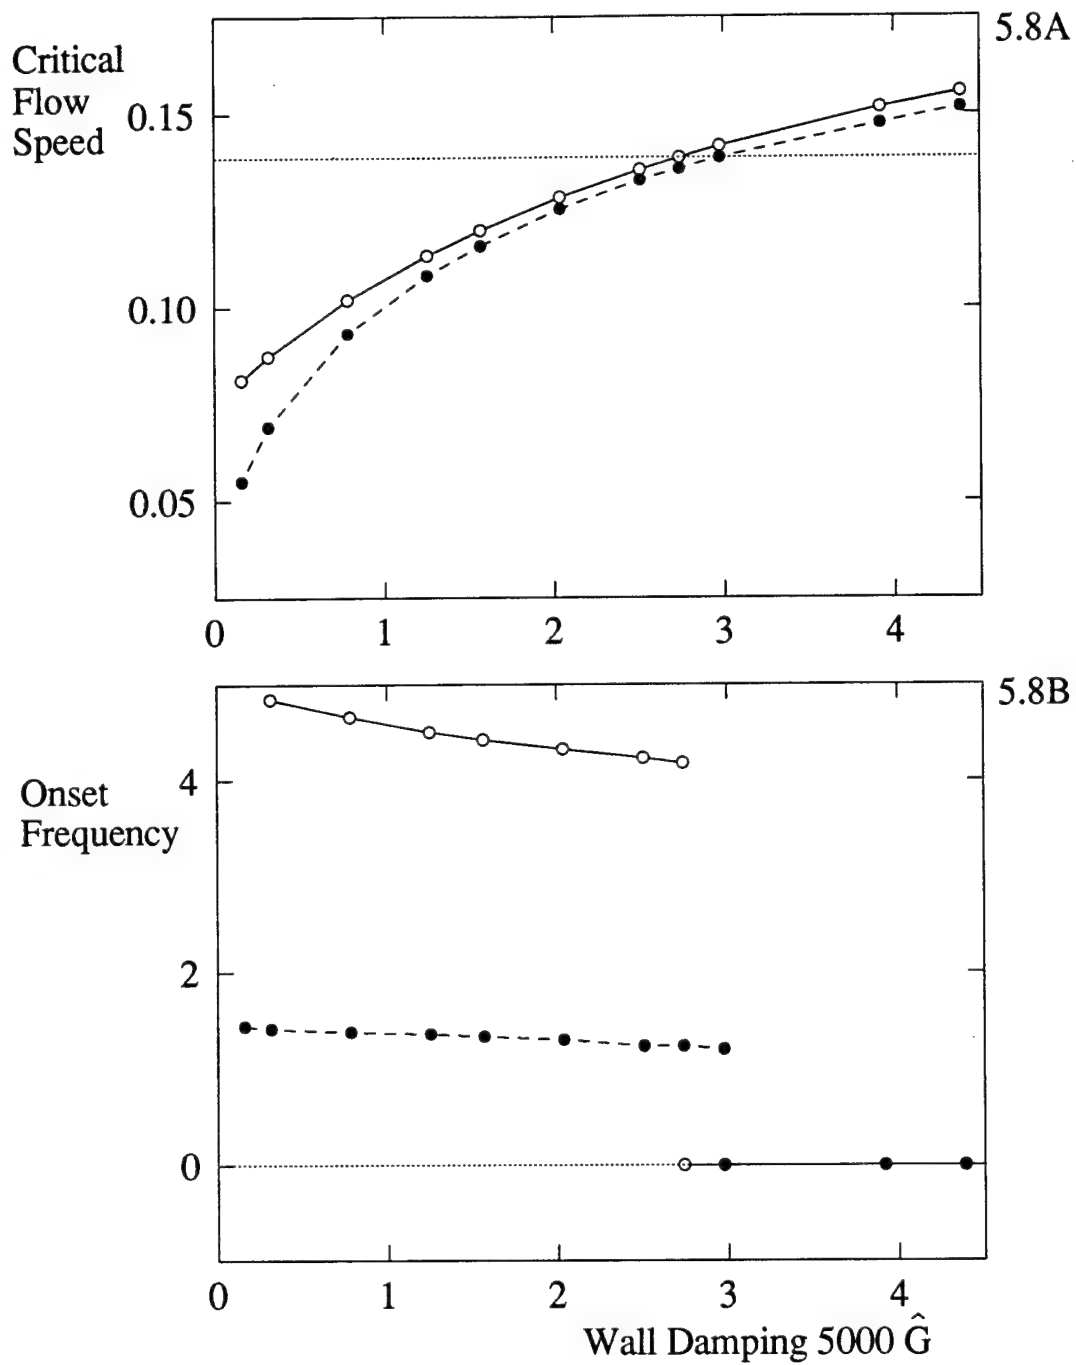 5.8A
Critical
Flow
Speed
0.15
0.10
0.05
0 1 2 3 4
5.8B
Onset
Frequency
4
2
0
0 1 2 3 4
Wall Damping 5000 Ĝ